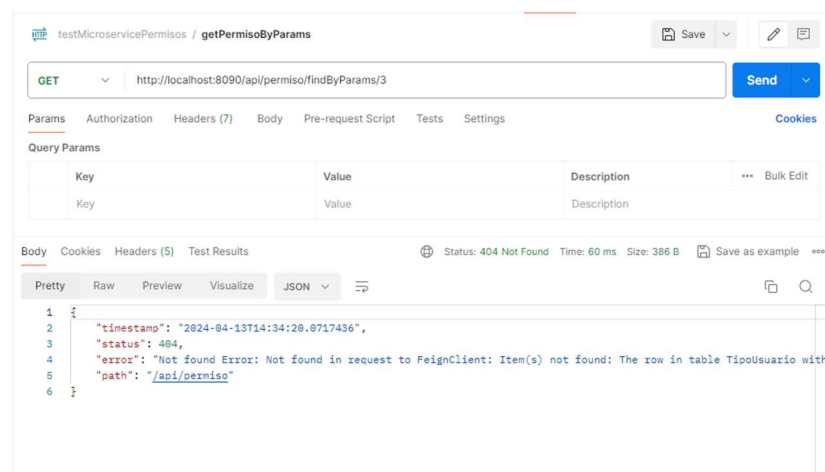 HTTP testMicroservicePermisos / getPermisoByParams Save
GET http://localhost:8090/api/permiso/findByParams/3 Send
Params Authorization Headers (7) Body Pre-request Script Tests Settings Cookies
Query Params
Key Value Description Bulk Edit
Key Value Description
Body Cookies Headers (5) Test Results Status: 404 Not Found Time: 60 ms Size: 386 B Save as example
Pretty Raw Preview Visualize JSON
1 {
2 "timestamp": "2024-04-13T14:34:20.0717436",
3 "status": 404,
4 "error": "Not found Error: Not found in request to FeignClient: Item(s) not found: The row in table TipoUsuario with
5 "path": "/api/permiso"
6 }